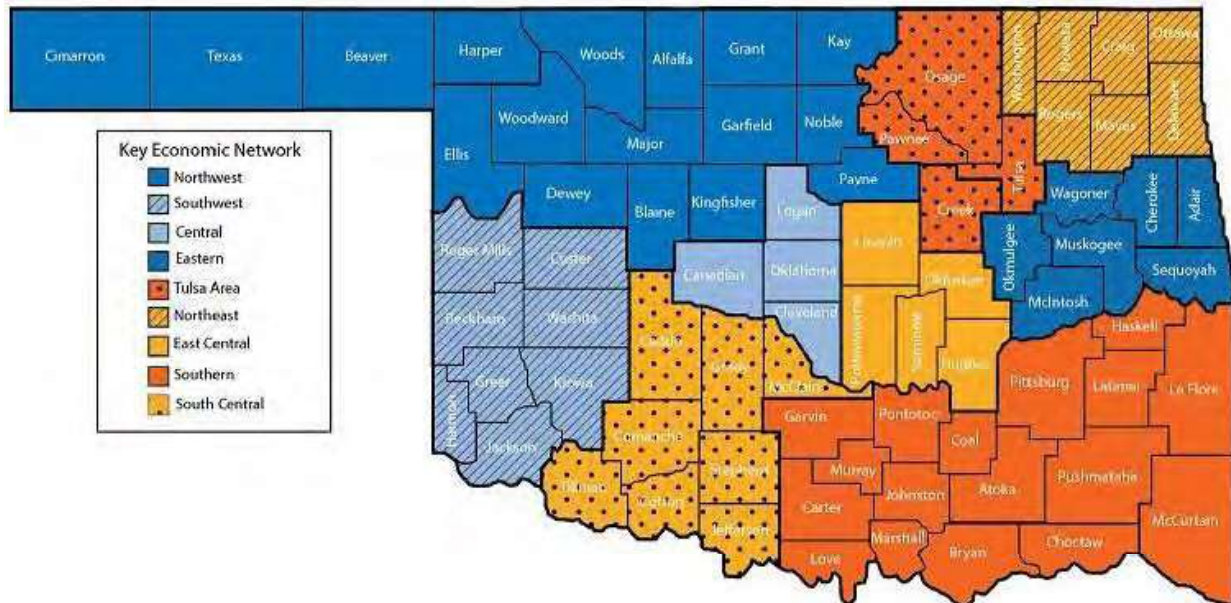 Cimarron
Texas
Beaver
Harper
Woods
Alfalfa
Grant
Kay
Osage
Washington
Nowata
Craig
Ottawa
Ellis
Woodward
Major
Garfield
Noble
Pawnee
Tulsa
Rogers
Mayes
Delaware
Key Economic Network
Northwest
Southwest
Central
Eastern
Tulsa Area
Northeast
East Central
Southern
South Central
Dewey
Blaine
Kingfisher
Logan
Payne
Creek
Wagoner
Cherokee
Adair
Roger Mills
Custer
Canadian
Oklahoma
Lincoln
Okfuskee
Okmulgee
Muskogee
Sequoyah
McIntosh
Beckham
Washita
Caddo
Grady
Cleveland
McClain
Pottawatomie
Seminole
Hughes
Haskell
Pittsburg
Latimer
Le Flore
Harmon
Greer
Kiowa
Jackson
Comanche
Garvin
Pontotoc
Coal
Tillman
Cotton
Stephens
Murray
Johnston
Atoka
Pushmataha
McCurtain
Jefferson
Carter
Love
Marshall
Bryan
Choctaw